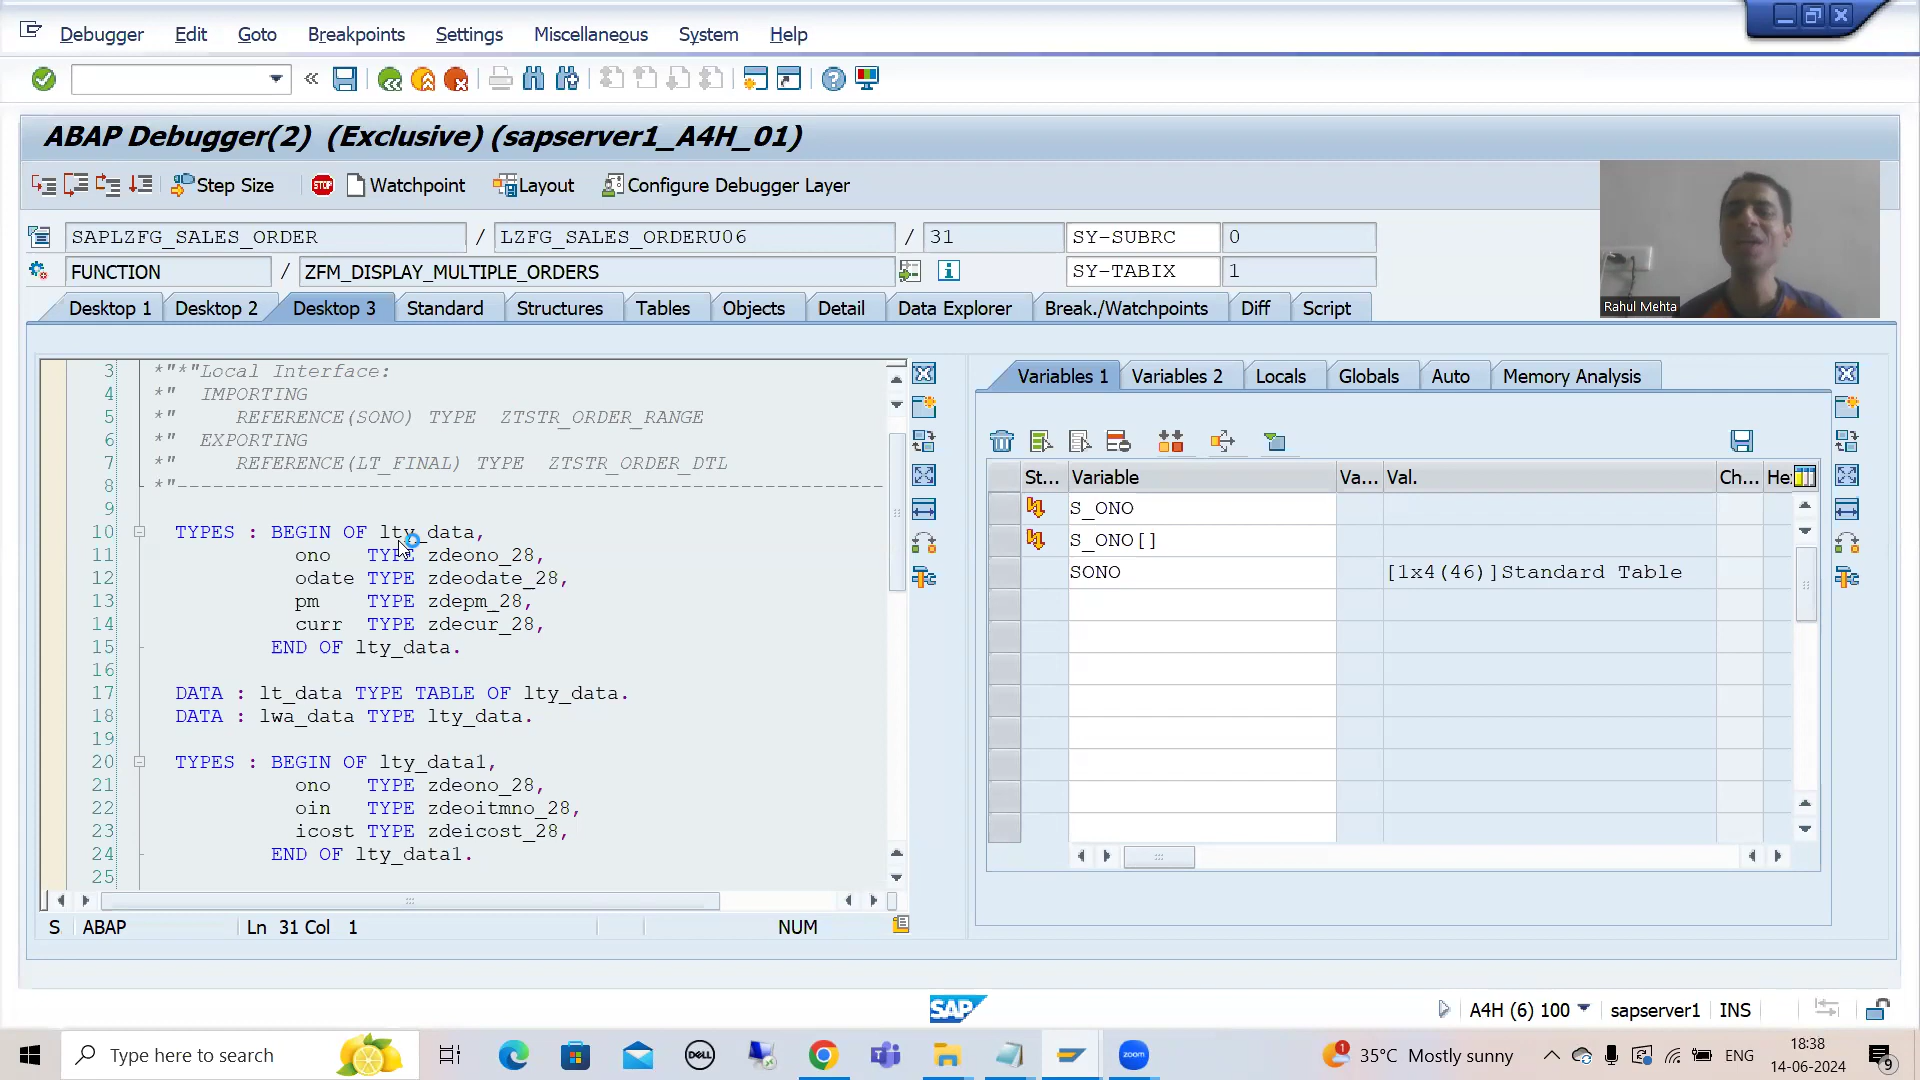 Debugger Edit Goto Breakpoints Settings Miscellaneous System Help
ABAP Debugger(2) (Exclusive) (sapserver1_A4H_01)
Step Size STOP Watchpoint Layout Configure Debugger Layer
SAPLZFG_SALES_ORDER / LZFG_SALES_ORDERU06 / 31 SY-SUBRC 0
FUNCTION / ZFM_DISPLAY_MULTIPLE_ORDERS SY-TABIX 1
Rahul Mehta
Desktop 1 Desktop 2 Desktop 3 Standard Structures Tables Objects Detail Data Explorer Break./Watchpoints Diff Script
3 *"*"Local Interface:
4 *" IMPORTING
5 *" REFERENCE(SONO) TYPE ZTSTR_ORDER_RANGE
6 *" EXPORTING
7 *" REFERENCE(LT_FINAL) TYPE ZTSTR_ORDER_DTL
8 *"------------------------------------------------------------
9
10 TYPES : BEGIN OF lty_data,
11 ono TYPE zdeono_28,
12 odate TYPE zdeodate_28,
13 pm TYPE zdepm_28,
14 curr TYPE zdecur_28,
15 END OF lty_data.
16
17 DATA : lt_data TYPE TABLE OF lty_data.
18 DATA : lwa_data TYPE lty_data.
19
20 TYPES : BEGIN OF lty_data1,
21 ono TYPE zdeono_28,
22 oin TYPE zdeoitmno_28,
23 icost TYPE zdeicost_28,
24 END OF lty_data1.
25
S ABAP Ln 31 Col 1 NUM
Variables 1 Variables 2 Locals Globals Auto Memory Analysis
St... Variable Va... Val. Ch... He
S_ONO
S_ONO[]
SONO [1x4(46)]Standard Table
SAP
A4H (6) 100 sapserver1 INS
Type here to search
DELL
zoom
1
35°C Mostly sunny
ENG
18:38
14-06-2024
9